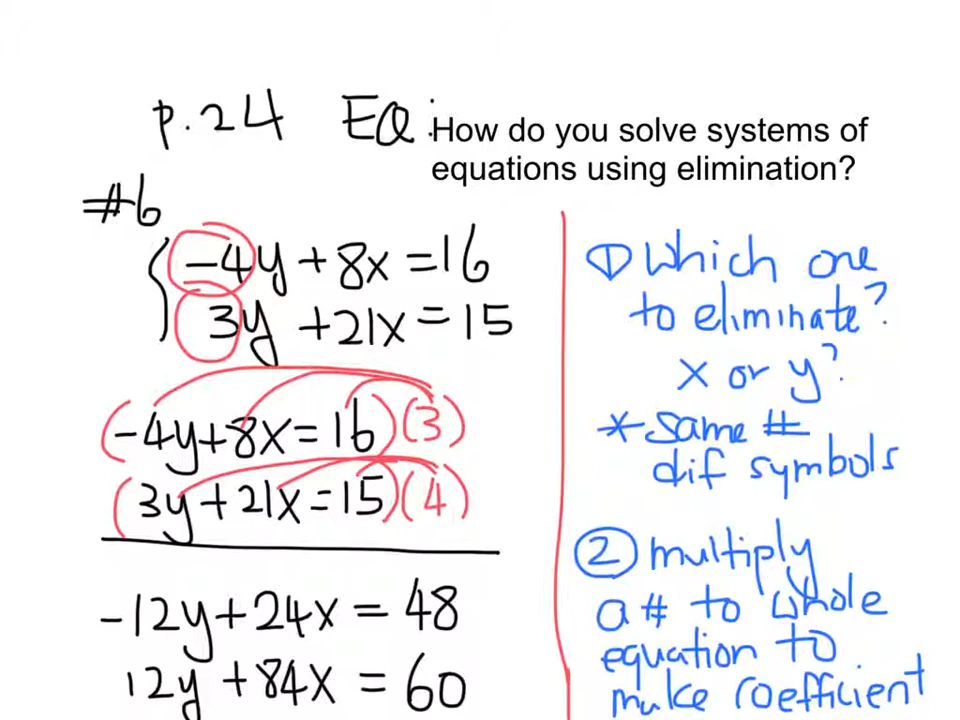 p.24 EQ:
How do you solve systems of
equations using elimination?
#6
-4y + 8x = 16
3y + 21x = 15
(-4y + 8x = 16)(3)
(3y + 21x = 15)(4)
-12y + 24x = 48
12y + 84x = 60
① Which one
to eliminate?
x or y?
* same #
dif symbols
② multiply
a # to whole
equation to
make coefficient